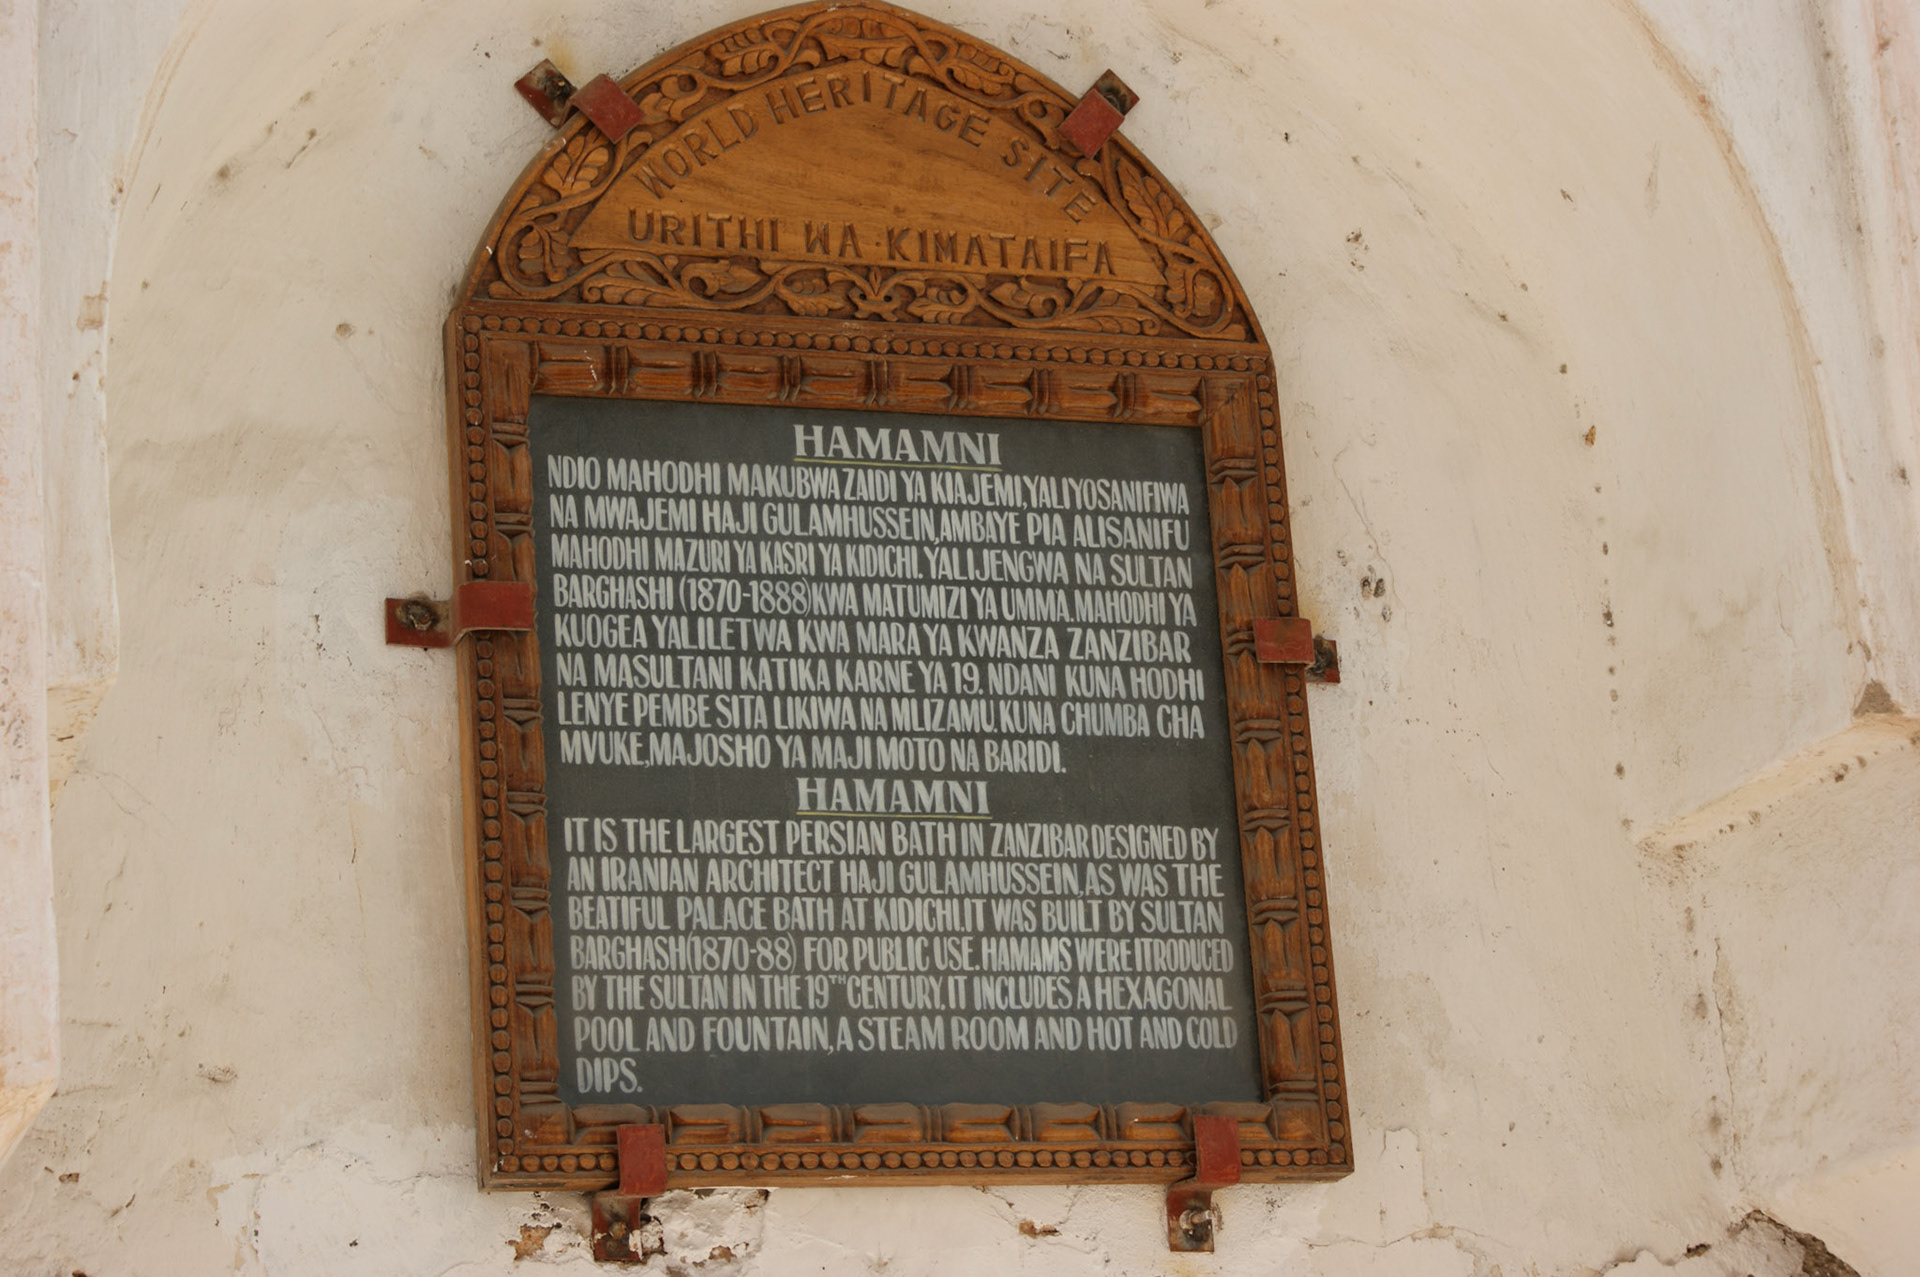 WORLD HERITAGE SITE
URITHI WA KIMATAIFA
HAMAMNI
NDIO MAHODHI MAKUBWA ZAIDI YA KIAJEMI, YALIYOSANIFIWA
NA MWAJEMI HAJI GULAMHUSSEIN, AMBAYE PIA ALISANIFU
MAHODHI MAZURI YA KASRI YA KIDICHI. YALIJENGWA NA SULTAN
BARGHASHI (1870-1888) KWA MATUMIZI YA UMMA. MAHODHI YA
KUOGEA YALILETWA KWA MARA YA KWANZA ZANZIBAR
NA MASULTANI KATIKA KARNE YA 19. NDANI KUNA HODHI
LENYE PEMBE SITA LIKIWA NA MLIZAMU. KUNA CHUMBA CHA
MVUKE, MAJOSHO YA MAJI MOTO NA BARIDI.
HAMAMNI
IT IS THE LARGEST PERSIAN BATH IN ZANZIBAR DESIGNED BY
AN IRANIAN ARCHITECT HAJI GULAMHUSSEIN, AS WAS THE
BEATIFUL PALACE BATH AT KIDICHI. IT WAS BUILT BY SULTAN
BARGHASH (1870-88) FOR PUBLIC USE. HAMAMS WERE ITRODUCED
BY THE SULTAN IN THE 19TH CENTURY. IT INCLUDES A HEXAGONAL
POOL AND FOUNTAIN, A STEAM ROOM AND HOT AND COLD
DIPS.